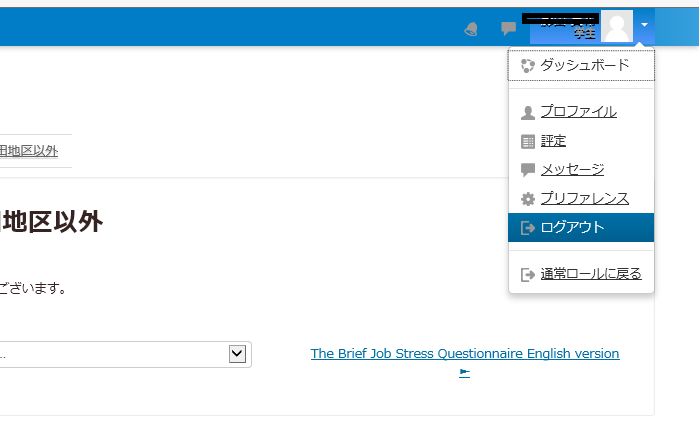 学生
ダッシュボード
プロファイル
評定
メッセージ
プリファレンス
ログアウト
通常ロールに戻る
田地区以外
地区以外
ございます。
...
The Brief Job Stress Questionnaire English version
►